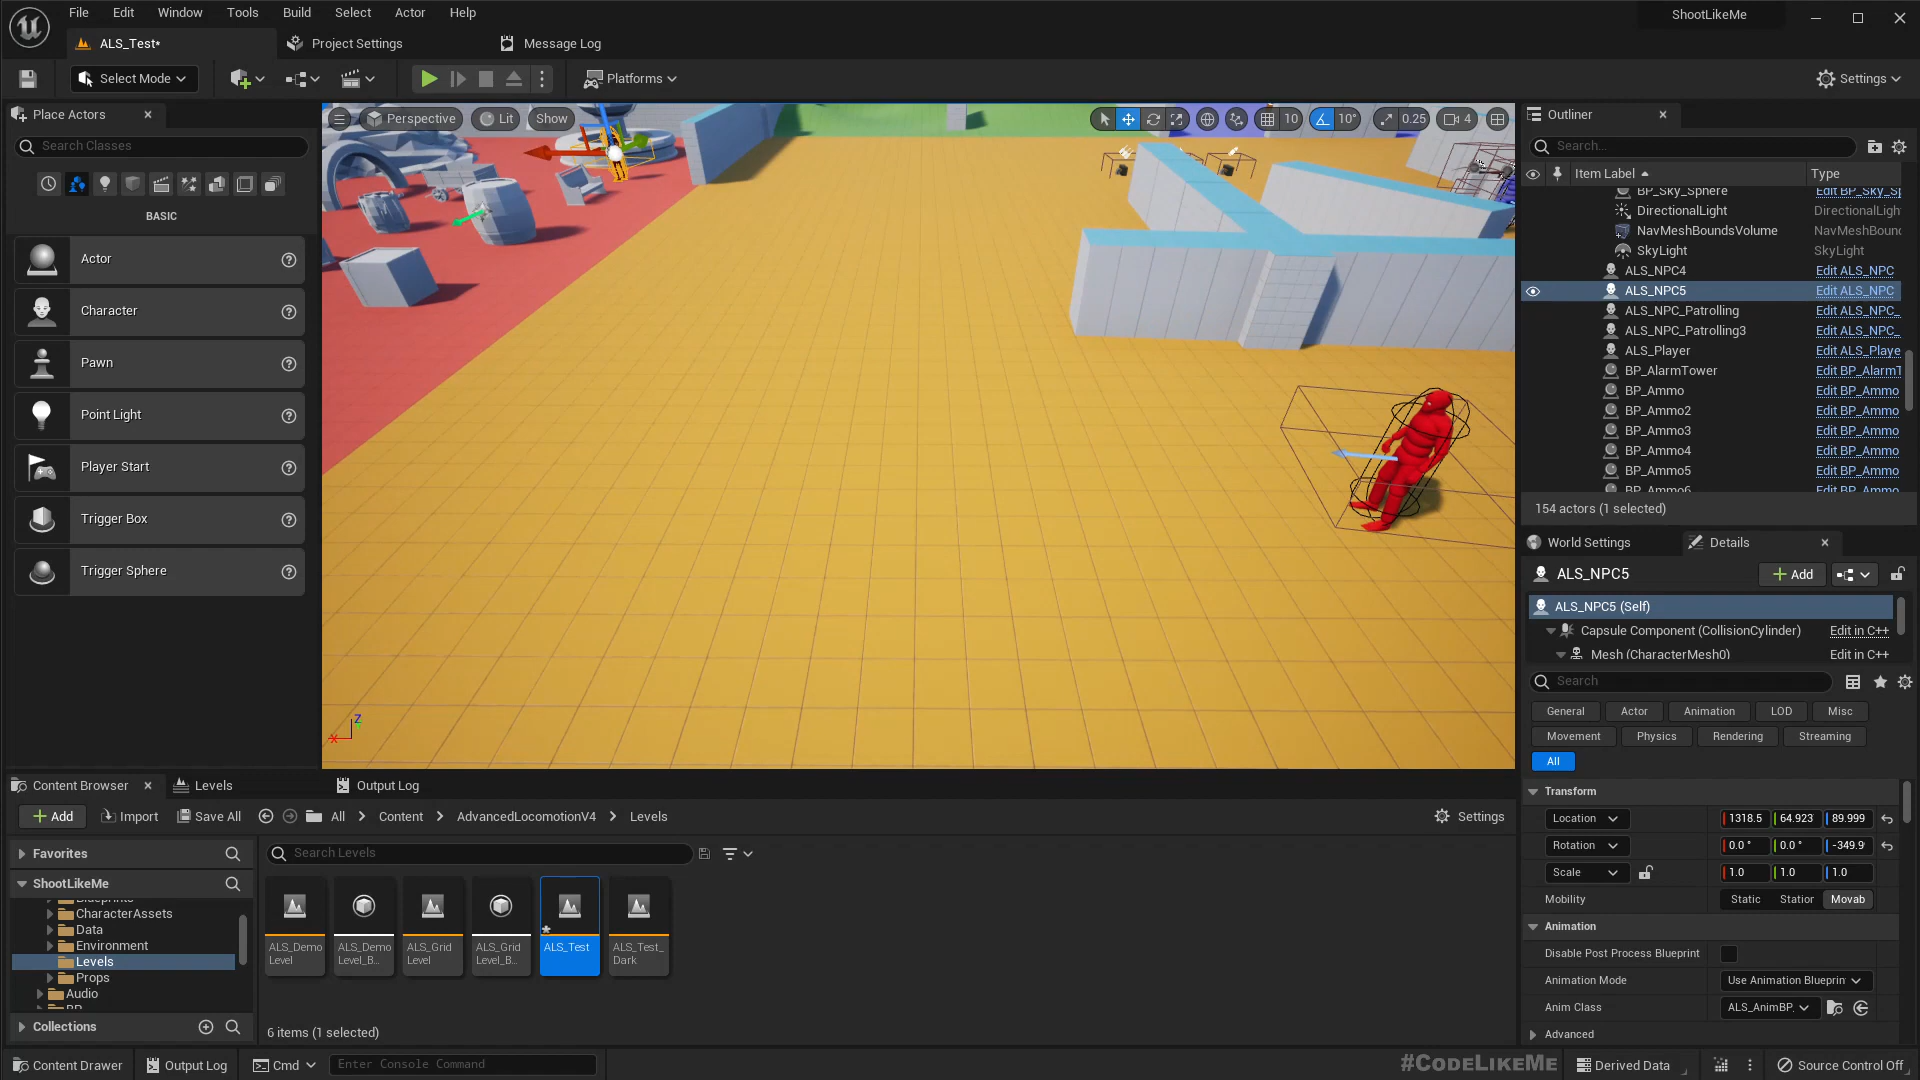 File Edit Window Tools Build Select Actor Help
ShootLikeMe
ALS_Test*
Project Settings
Message Log
Select Mode
Platforms
Settings
Place Actors
Search Classes
BASIC
Actor
Character
Pawn
Point Light
Player Start
Trigger Box
Trigger Sphere
Perspective
Lit
Show
10
10°
0.25
4
Z
X
Outliner
Search...
Item Label
Type
BP_Sky_Sphere
Edit BP_Sky_Sp
DirectionalLight
DirectionalLigh
NavMeshBoundsVolume
NavMeshBound
SkyLight
SkyLight
ALS_NPC4
Edit ALS_NPC
ALS_NPC5
Edit ALS_NPC
ALS_NPC_Patrolling
Edit ALS_NPC_
ALS_NPC_Patrolling3
Edit ALS_NPC_
ALS_Player
Edit ALS_Playe
BP_AlarmTower
Edit BP_AlarmT
BP_Ammo
Edit BP_Ammo
BP_Ammo2
Edit BP_Ammo
BP_Ammo3
Edit BP_Ammo
BP_Ammo4
Edit BP_Ammo
BP_Ammo5
Edit BP_Ammo
BP_Ammo6
Edit BP_Ammo
154 actors (1 selected)
World Settings
Details
ALS_NPC5
Add
ALS_NPC5 (Self)
Capsule Component (CollisionCylinder)
Edit in C++
Mesh (CharacterMesh0)
Edit in C++
Search
General Actor Animation LOD Misc
Movement Physics Rendering Streaming
All
Transform
Location 1318.5 64.923 89.999
Rotation 0.0 ° 0.0 ° -349.9
Scale 1.0 1.0 1.0
Mobility Static Statior Movab
Animation
Disable Post Process Blueprint
Animation Mode Use Animation Blueprin
Anim Class ALS_AnimBP.
Advanced
Content Browser
Levels
Output Log
Add Import Save All All Content AdvancedLocomotionV4 Levels
Settings
Favorites
ShootLikeMe
Blueprints
CharacterAssets
Data
Environment
Levels
Props
Audio
BP
Collections
Search Levels
ALS_Demo
Level
ALS_Demo
Level_B...
ALS_Grid
Level
ALS_Grid
Level_B...
ALS_Test
ALS_Test_
Dark
6 items (1 selected)
Content Drawer
Output Log
Cmd
Enter Console Command
#CODELIKEME
Derived Data
Source Control Off